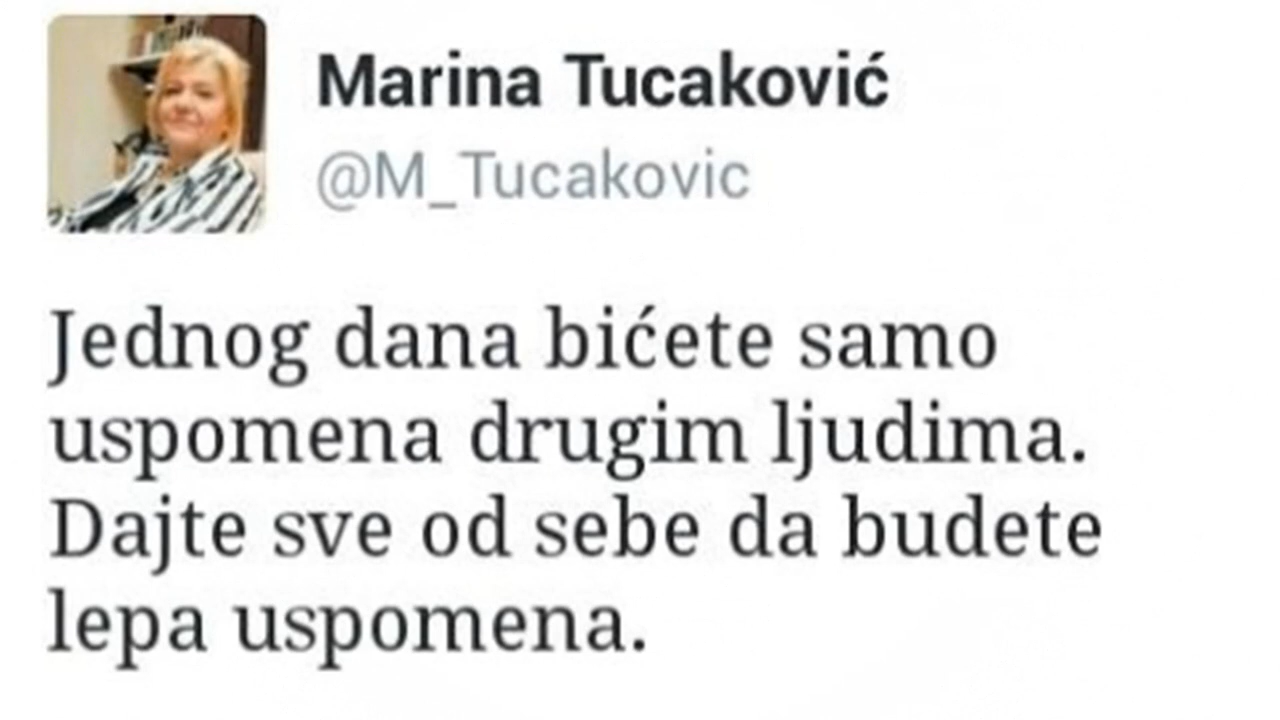 Marina Tucaković
@M_Tucakovic
Jednog dana bićete samo
uspomena drugim ljudima.
Dajte sve od sebe da budete
lepa uspomena.